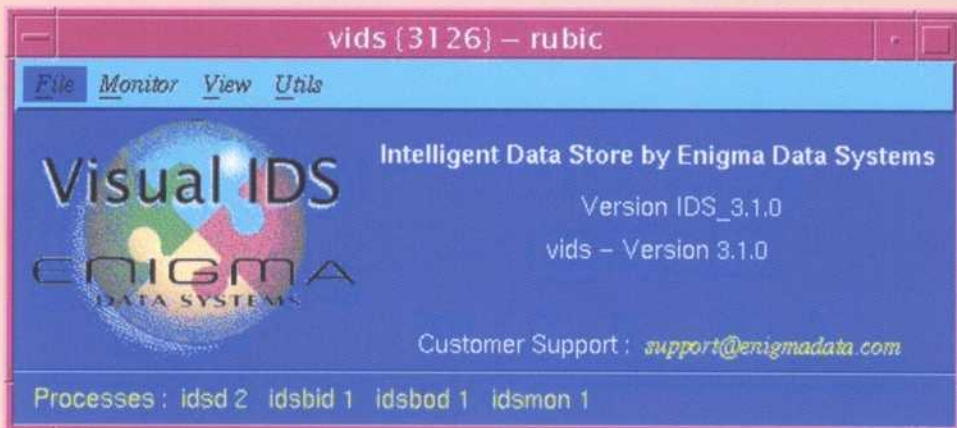 vids (3126) – rubic
File Monitor View Utils
Visual IDS
ENIGMA
DATA SYSTEMS
Intelligent Data Store by Enigma Data Systems
Version IDS_3.1.0
vids – Version 3.1.0
Customer Support : support@enigmadata.com
Processes : idsd 2 idsbid 1 idsbod 1 idsmon 1